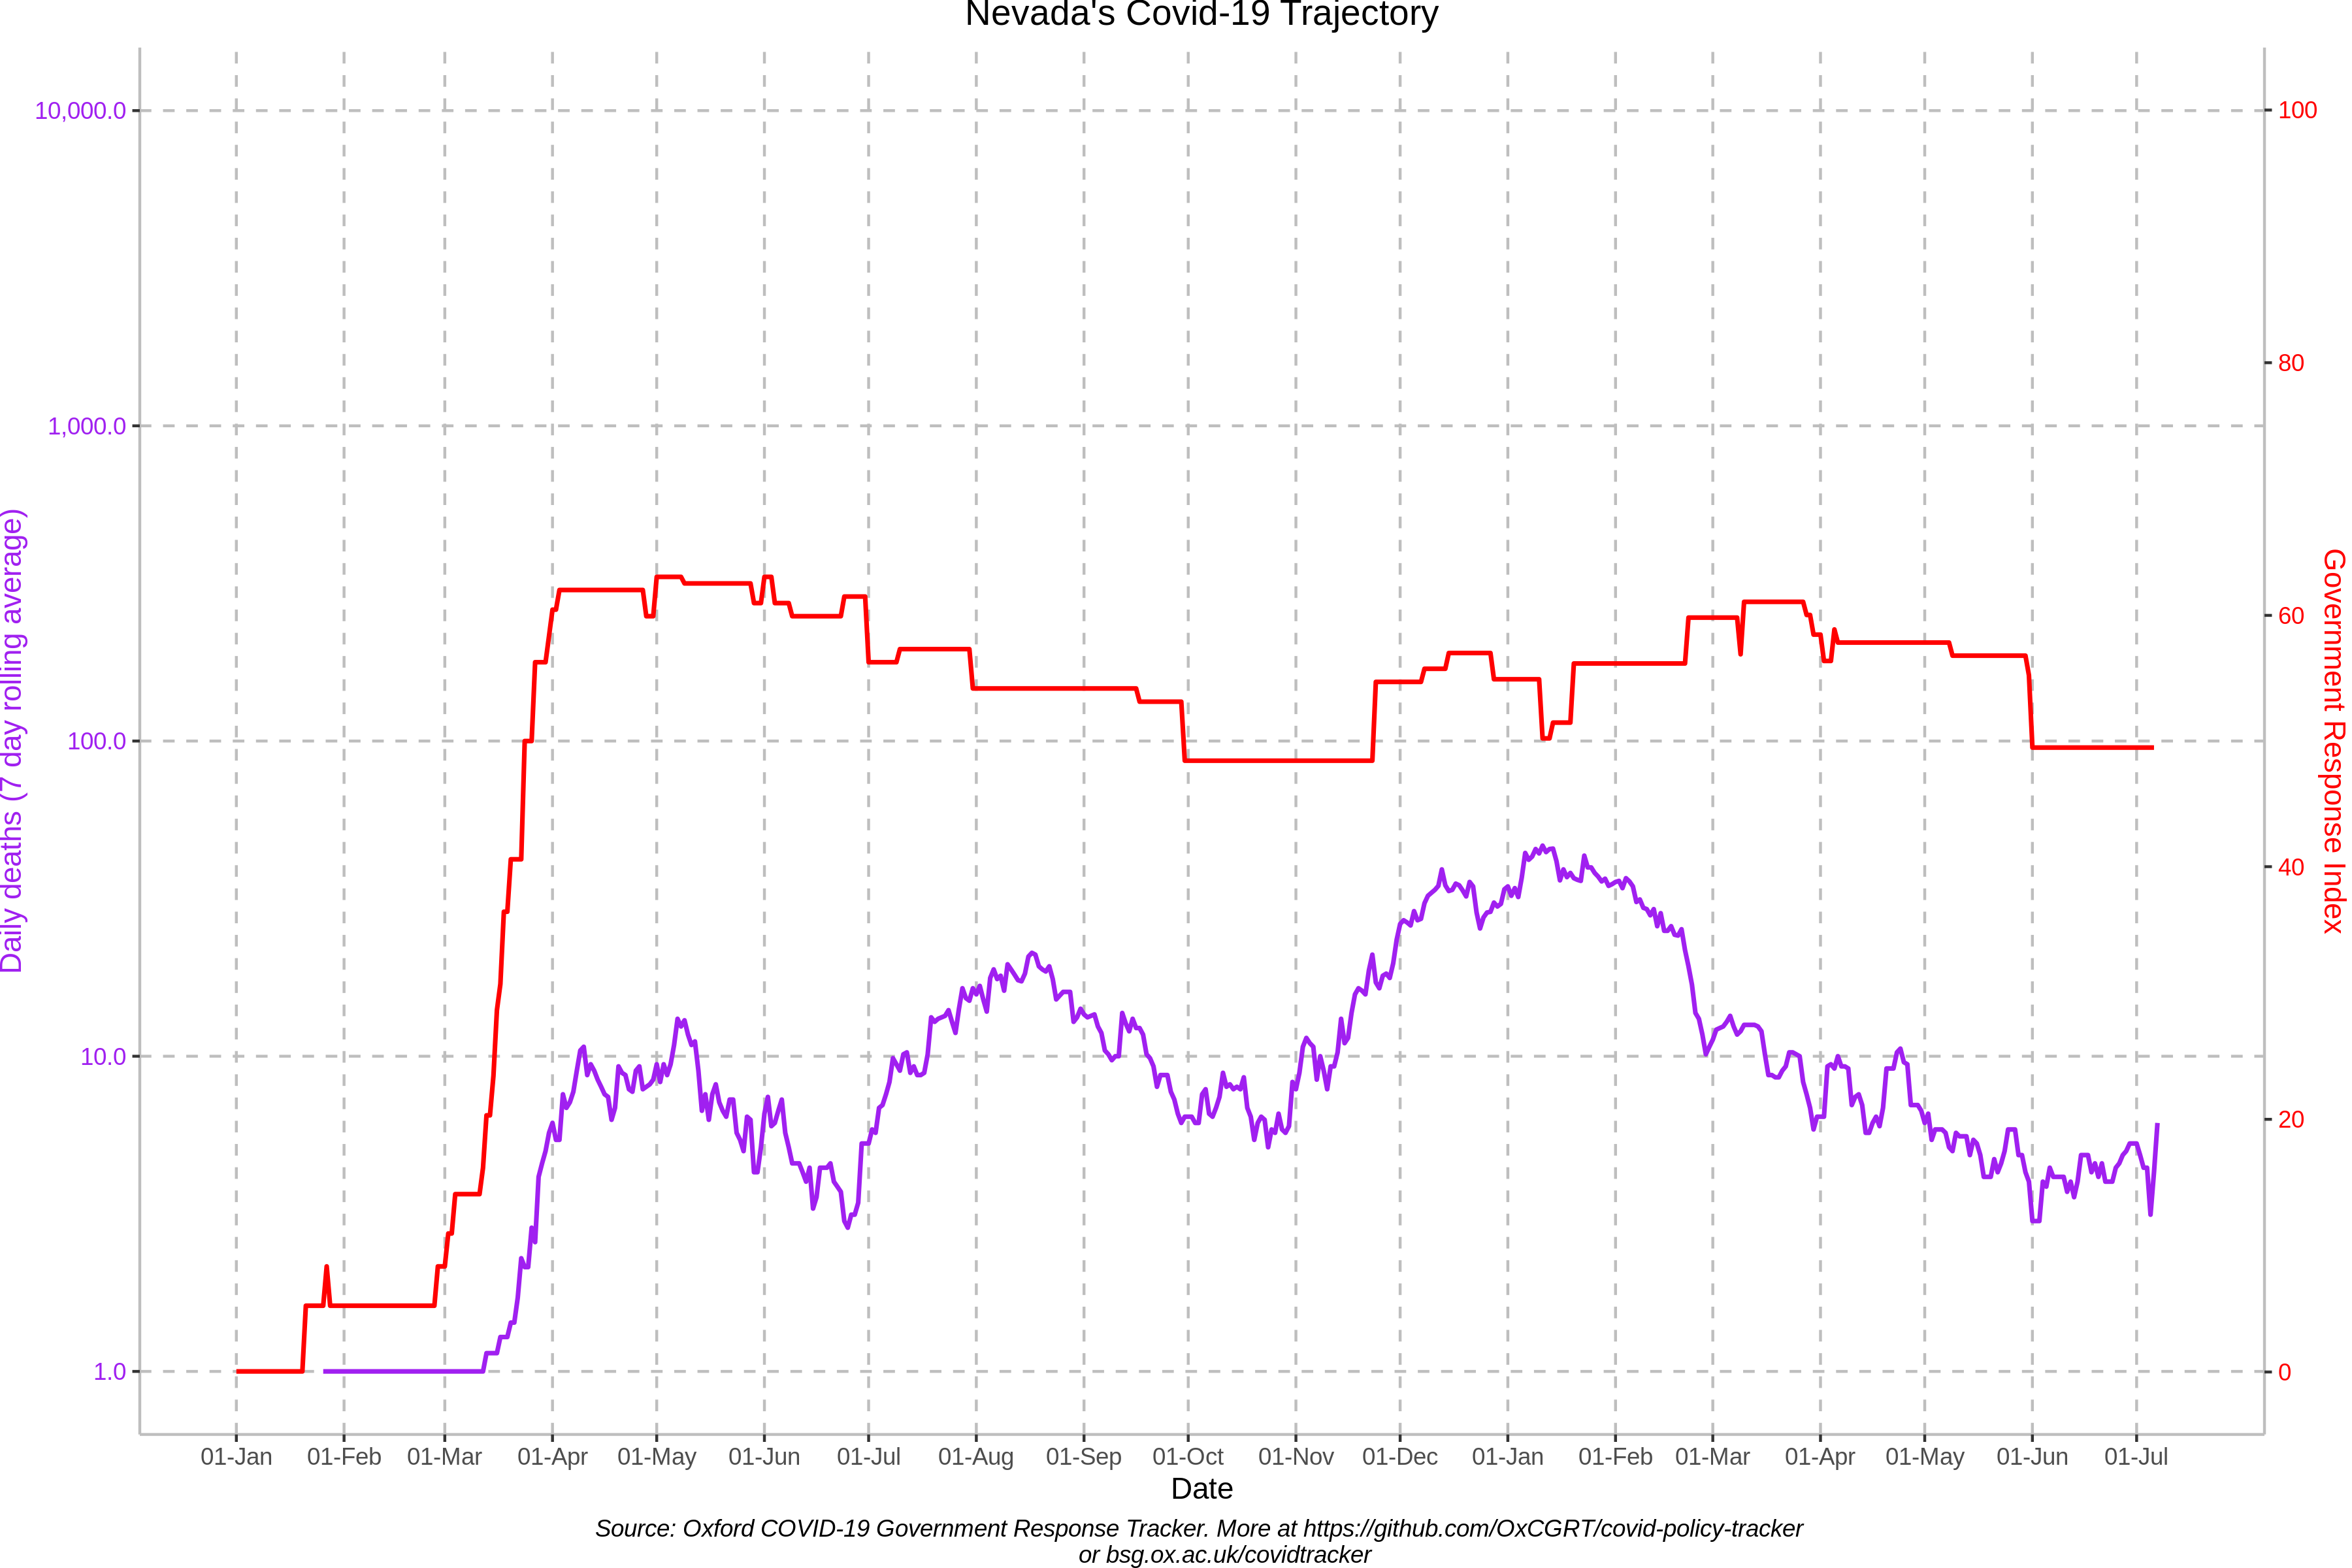 Nevada's Covid-19 Trajectory
10,000.0
1,000.0
100.0
10.0
1.0
Daily deaths (7 day rolling average)
100
80
60
40
20
0
Government Response Index
01-Jan 01-Feb 01-Mar 01-Apr 01-May 01-Jun 01-Jul 01-Aug 01-Sep 01-Oct 01-Nov 01-Dec 01-Jan 01-Feb 01-Mar 01-Apr 01-May 01-Jun 01-Jul
Date
Source: Oxford COVID-19 Government Response Tracker. More at https://github.com/OxCGRT/covid-policy-tracker
or bsg.ox.ac.uk/covidtracker